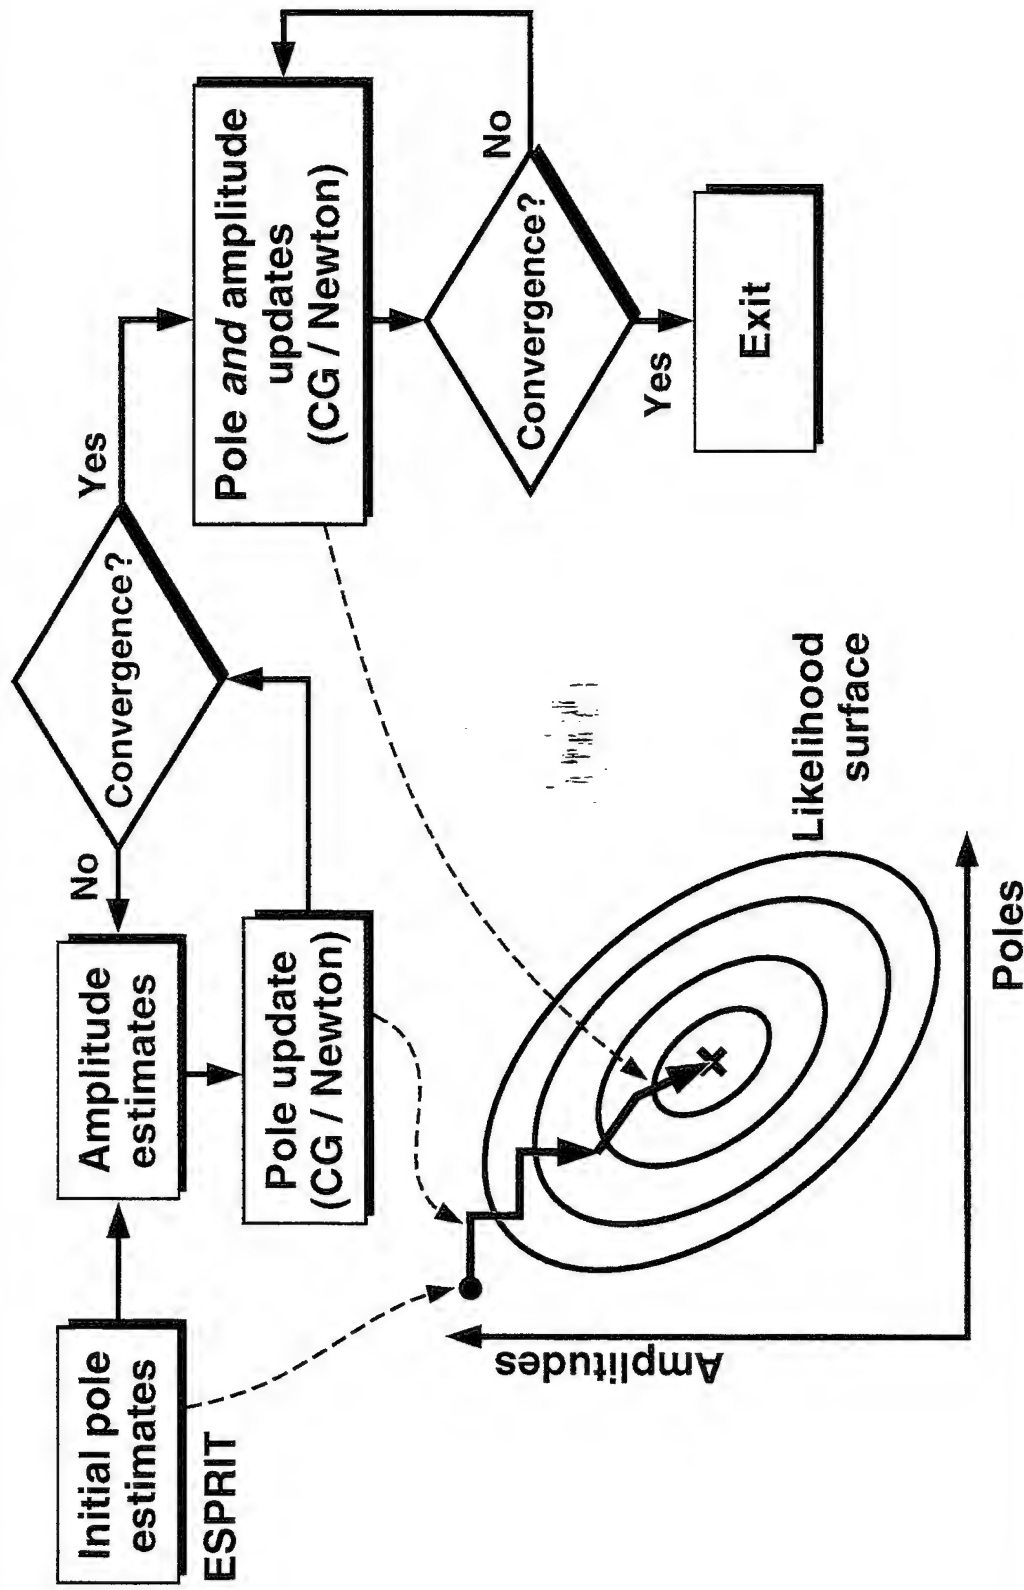 Initial pole
estimates
ESPRIT
Amplitude
estimates
Pole update
(CG / Newton)
No
Convergence?
Yes
Pole and amplitude
updates
(CG / Newton)
Convergence?
No
Yes
Exit
Amplitudes
Poles
Likelihood
surface